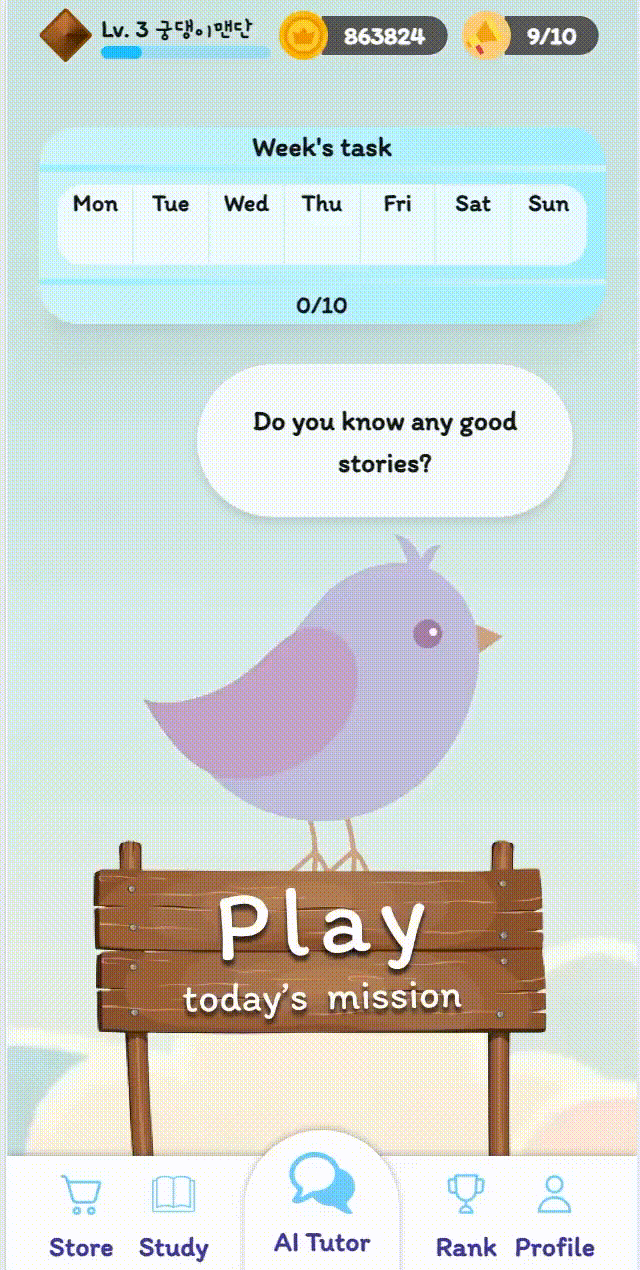 Lv. 3 궁댕이맨단
863824
9/10
Week's task
Mon Tue Wed Thu Fri Sat Sun
0/10
Do you know any good
stories?
Play
today's mission
Store Study AI Tutor Rank Profile